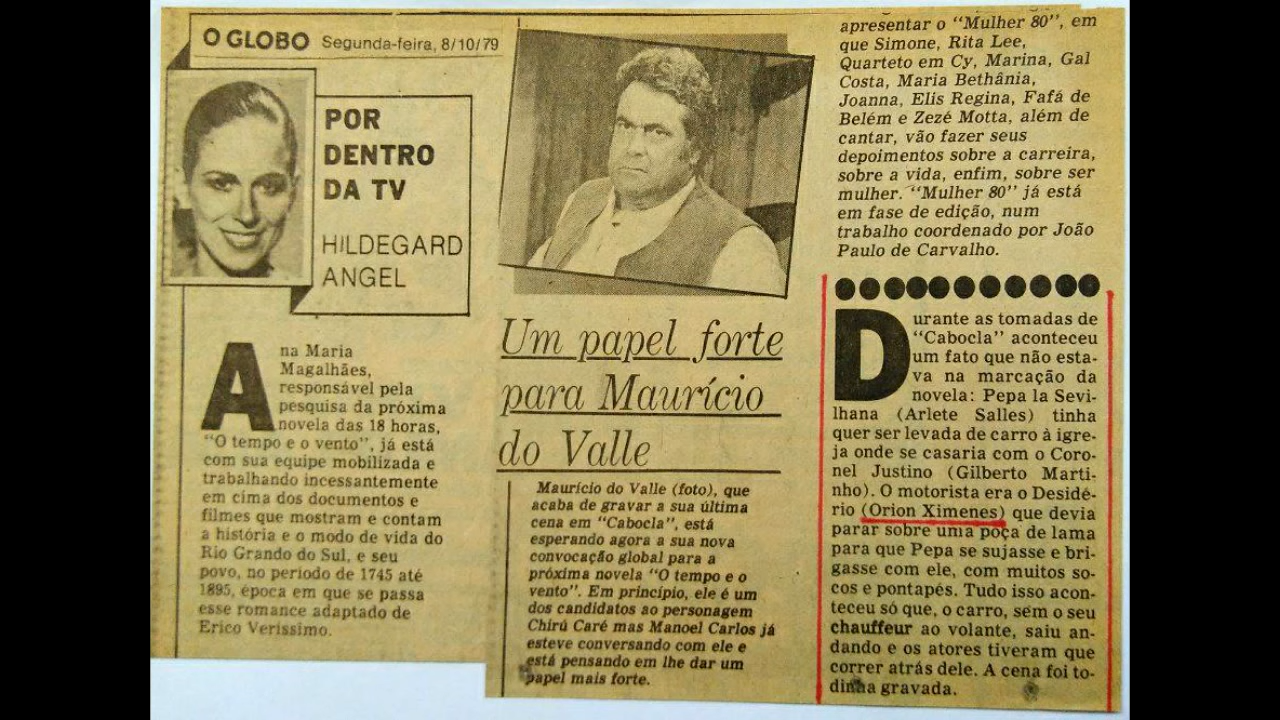 O GLOBO Segunda-feira, 8/10/79
POR
DENTRO
DA TV
HILDEGARD
ANGEL
Ana Maria
Magalhães,
responsável pela
pesquisa da próxima
novela das 18 horas,
"O tempo e o vento", já está
com sua equipe mobilizada e
trabalhando incessantemente
em cima dos documentos e
filmes que mostram e contam
a história e o modo de vida do
Rio Grando do Sul, e seu
povo, no periodo de 1745 até
1895, época em que se passa
esse romance adaptado de
Erico Verissimo.
Um papel forte
para Maurício
do Valle
Maurício do Valle (foto), que
acaba de gravar a sua última
cena em "Cabocla", está
esperando agora a sua nova
convocação global para a
próxima novela "O tempo e o
vento". Em princípio, ele é um
dos candidatos ao personagem
Chirú Caré mas Manoel Carlos já
esteve conversando com ele e
está pensando em lhe dar um
papel mais forte.
apresentar o "Mulher 80", em
que Simone, Rita Lee,
Quarteto em Cy, Marina, Gal
Costa, Maria Bethânia,
Joanna, Elis Regina, Fafá de
Belém e Zezé Motta, além de
cantar, vão fazer seus
depoimentos sobre a carreira,
sobre a vida, enfim, sobre ser
mulher. "Mulher 80" já está
em fase de edição, num
trabalho coordenado por João
Paulo de Carvalho.
Durante as tomadas de
"Cabocla" aconteceu
um fato que não esta-
va na marcação da
novela: Pepa la Sevi-
lhana (Arlete Salles) tinha
quer ser levada de carro à igre-
ja onde se casaria com o Coro-
nel Justino (Gilberto Marti-
nho). O motorista era o Desidé-
rio (Orion Ximenes) que devia
parar sobre uma poça de lama
para que Pepa se sujasse e bri-
gasse com ele, com muitos so-
cos e pontapés. Tudo isso acon-
teceu só que, o carro, sem o seu
chauffeur ao volante, saiu an-
dando e os atores tiveram que
correr atrás dele. A cena foi to-
dinha gravada.